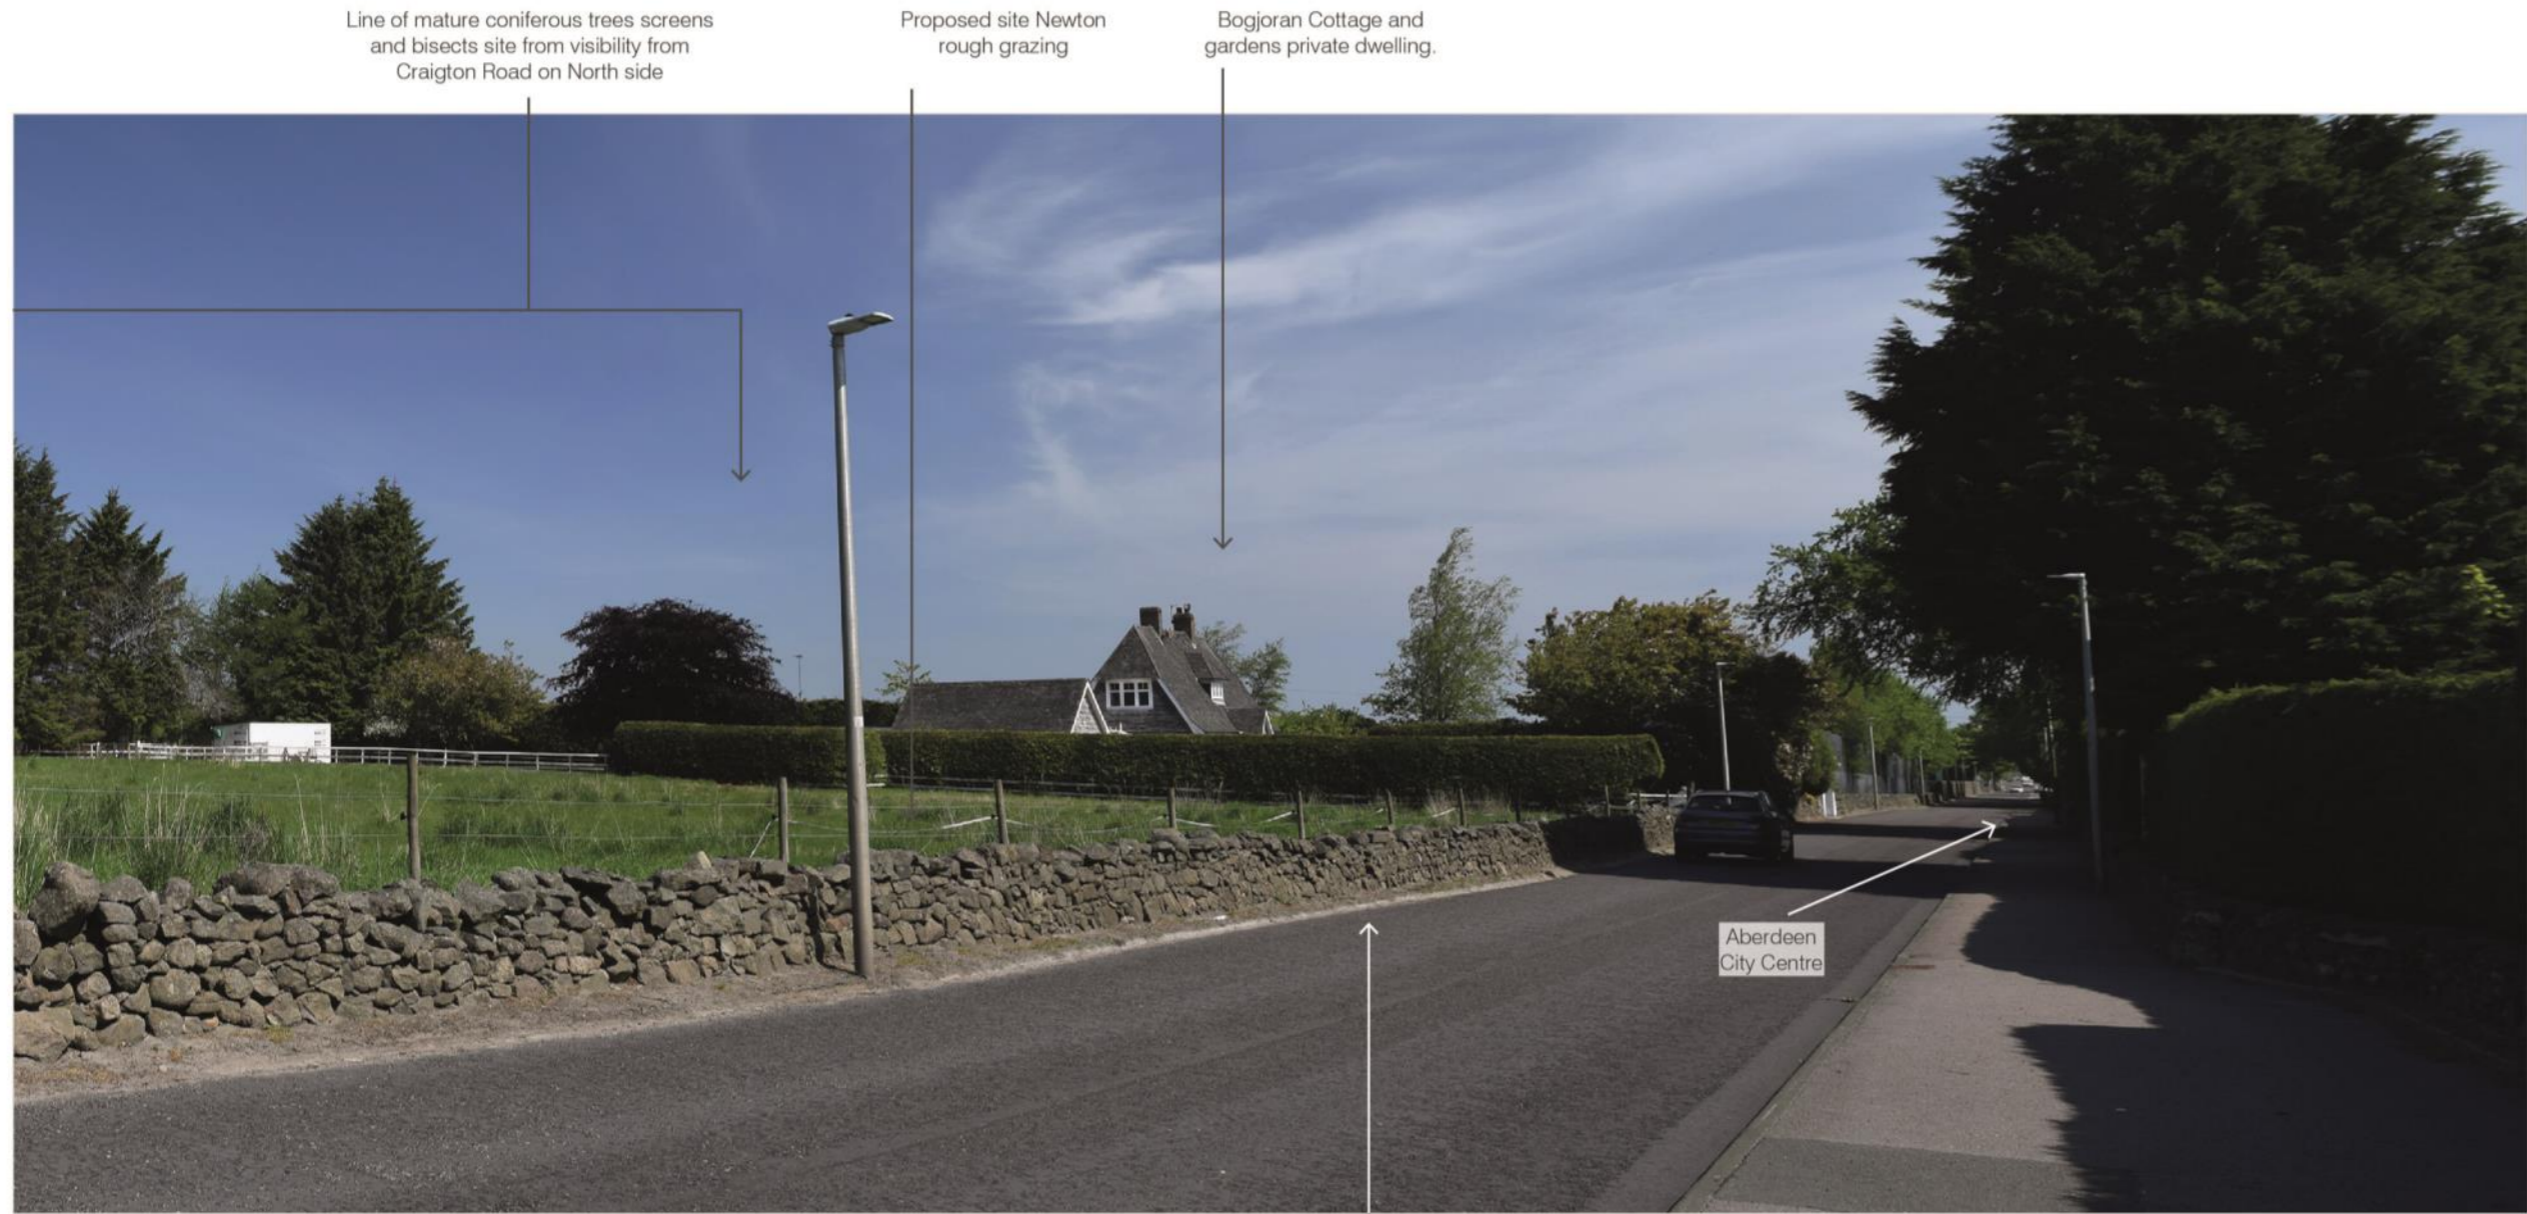 Line of mature coniferous trees screens
and bisects site from visibility from
Craigton Road on North side
Proposed site Newton
rough grazing
Bogjoran Cottage and
gardens private dwelling.
Aberdeen
City Centre